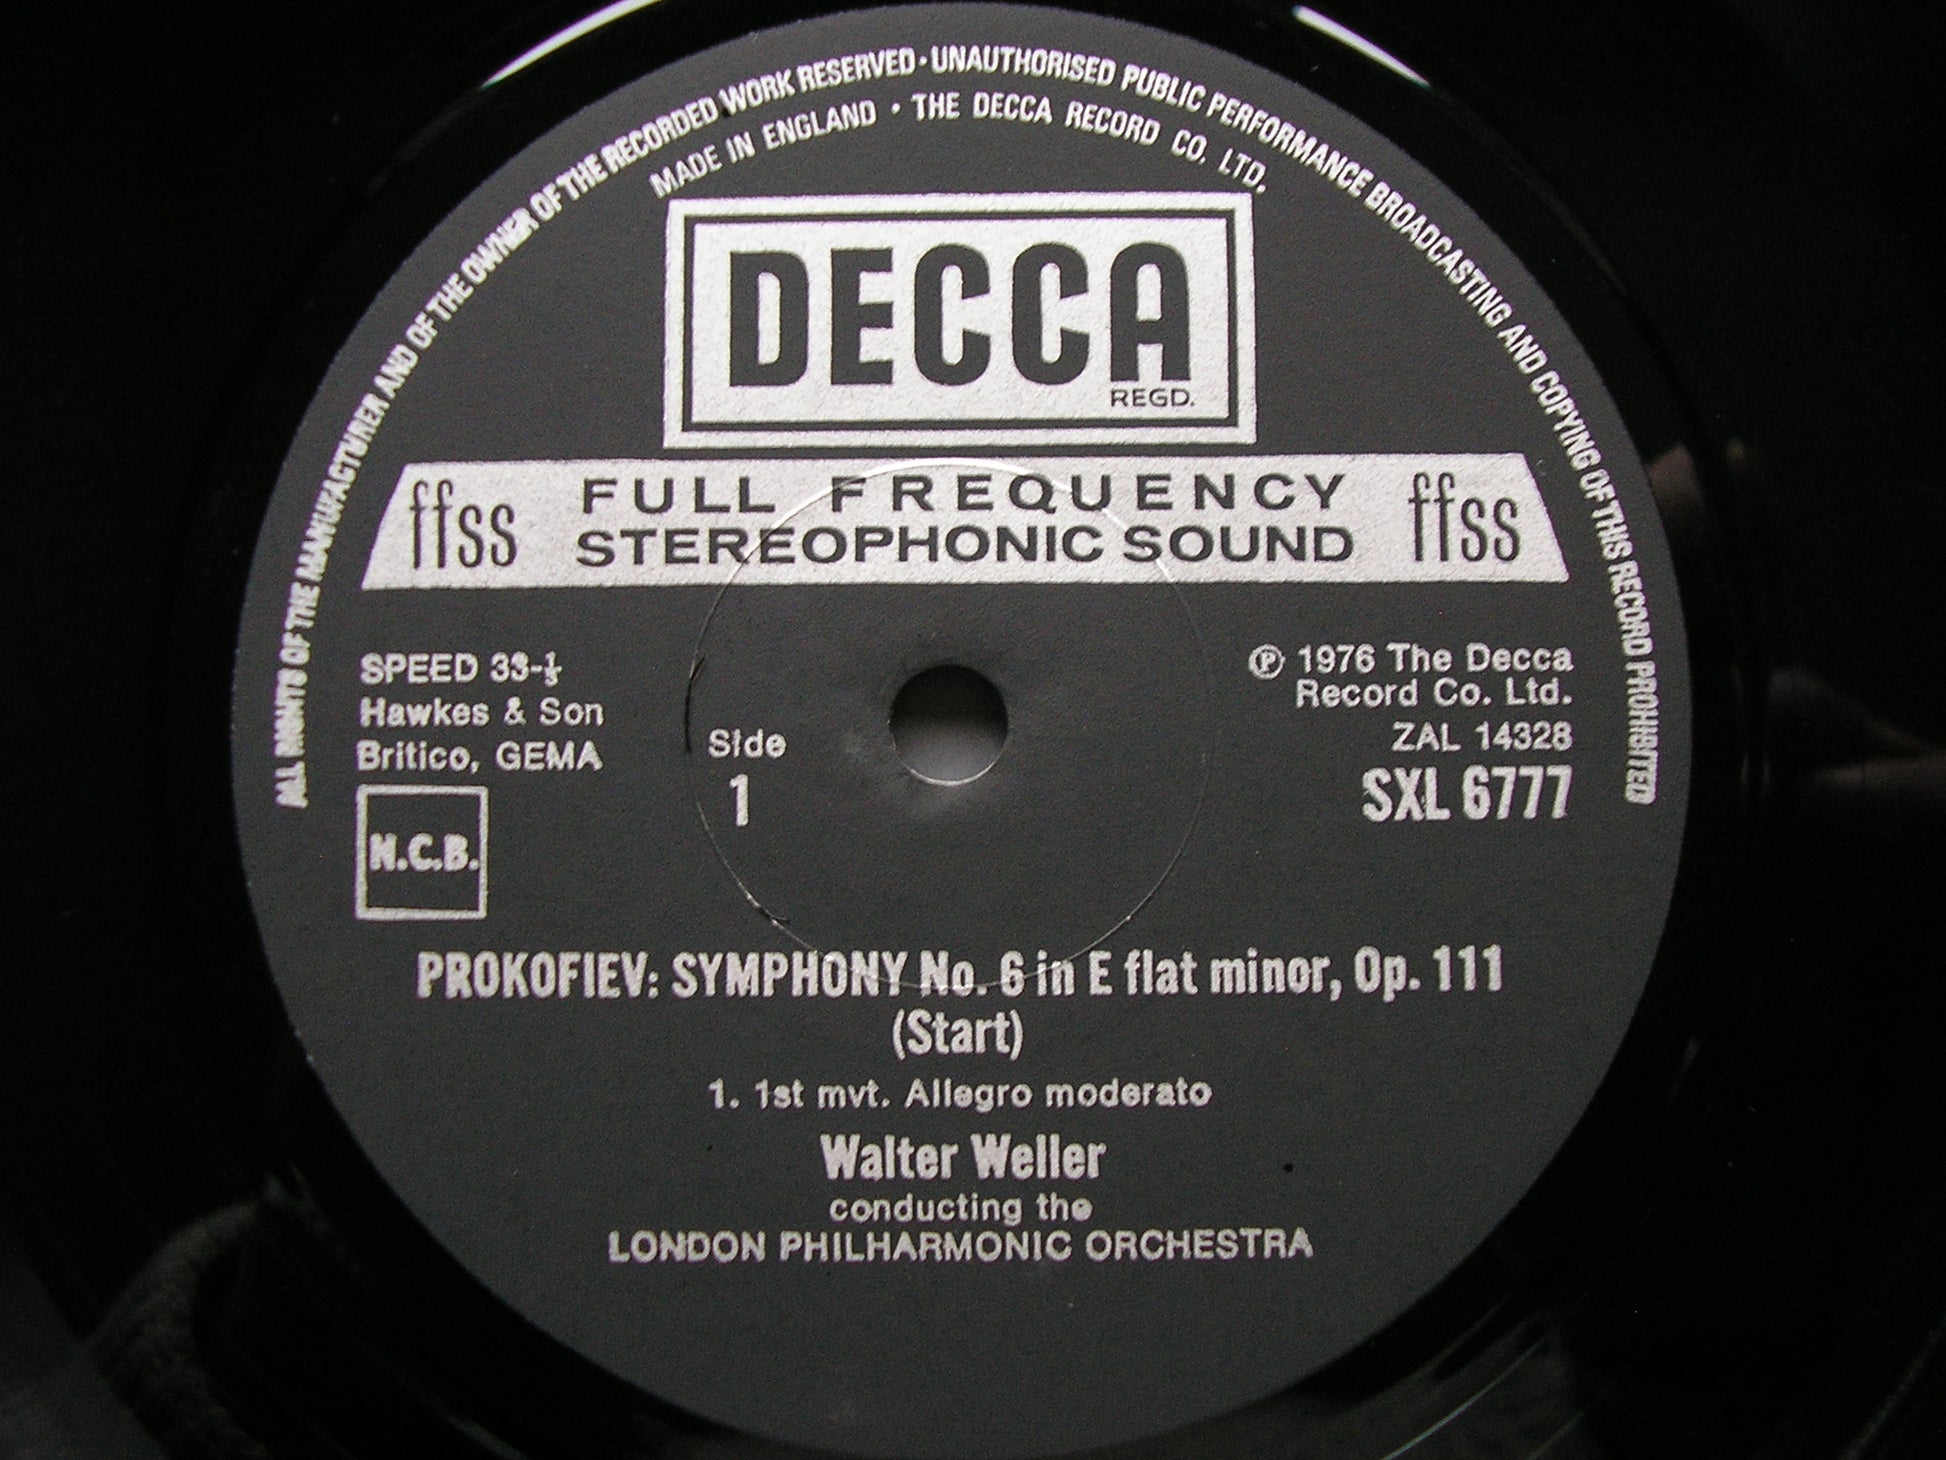 ALL RIGHTS OF THE MANUFACTURER AND OF THE OWNER OF THE RECORDED WORK RESERVED · UNAUTHORISED PUBLIC PERFORMANCE BROADCASTING AND COPYING OF THIS RECORD PROHIBITED
MADE IN ENGLAND · THE DECCA RECORD CO. LTD.
DECCA
REGD.
ffss FULL FREQUENCY ffss
STEREOPHONIC SOUND
SPEED 33-⅓
Hawkes & Son
Britico, GEMA
N.C.B.
Side
1
℗ 1976 The Decca
Record Co. Ltd.
ZAL 14328
SXL 6777
PROKOFIEV: SYMPHONY No. 6 in E flat minor, Op. 111
(Start)
1. 1st mvt. Allegro moderato
Walter Weller
conducting the
LONDON PHILHARMONIC ORCHESTRA